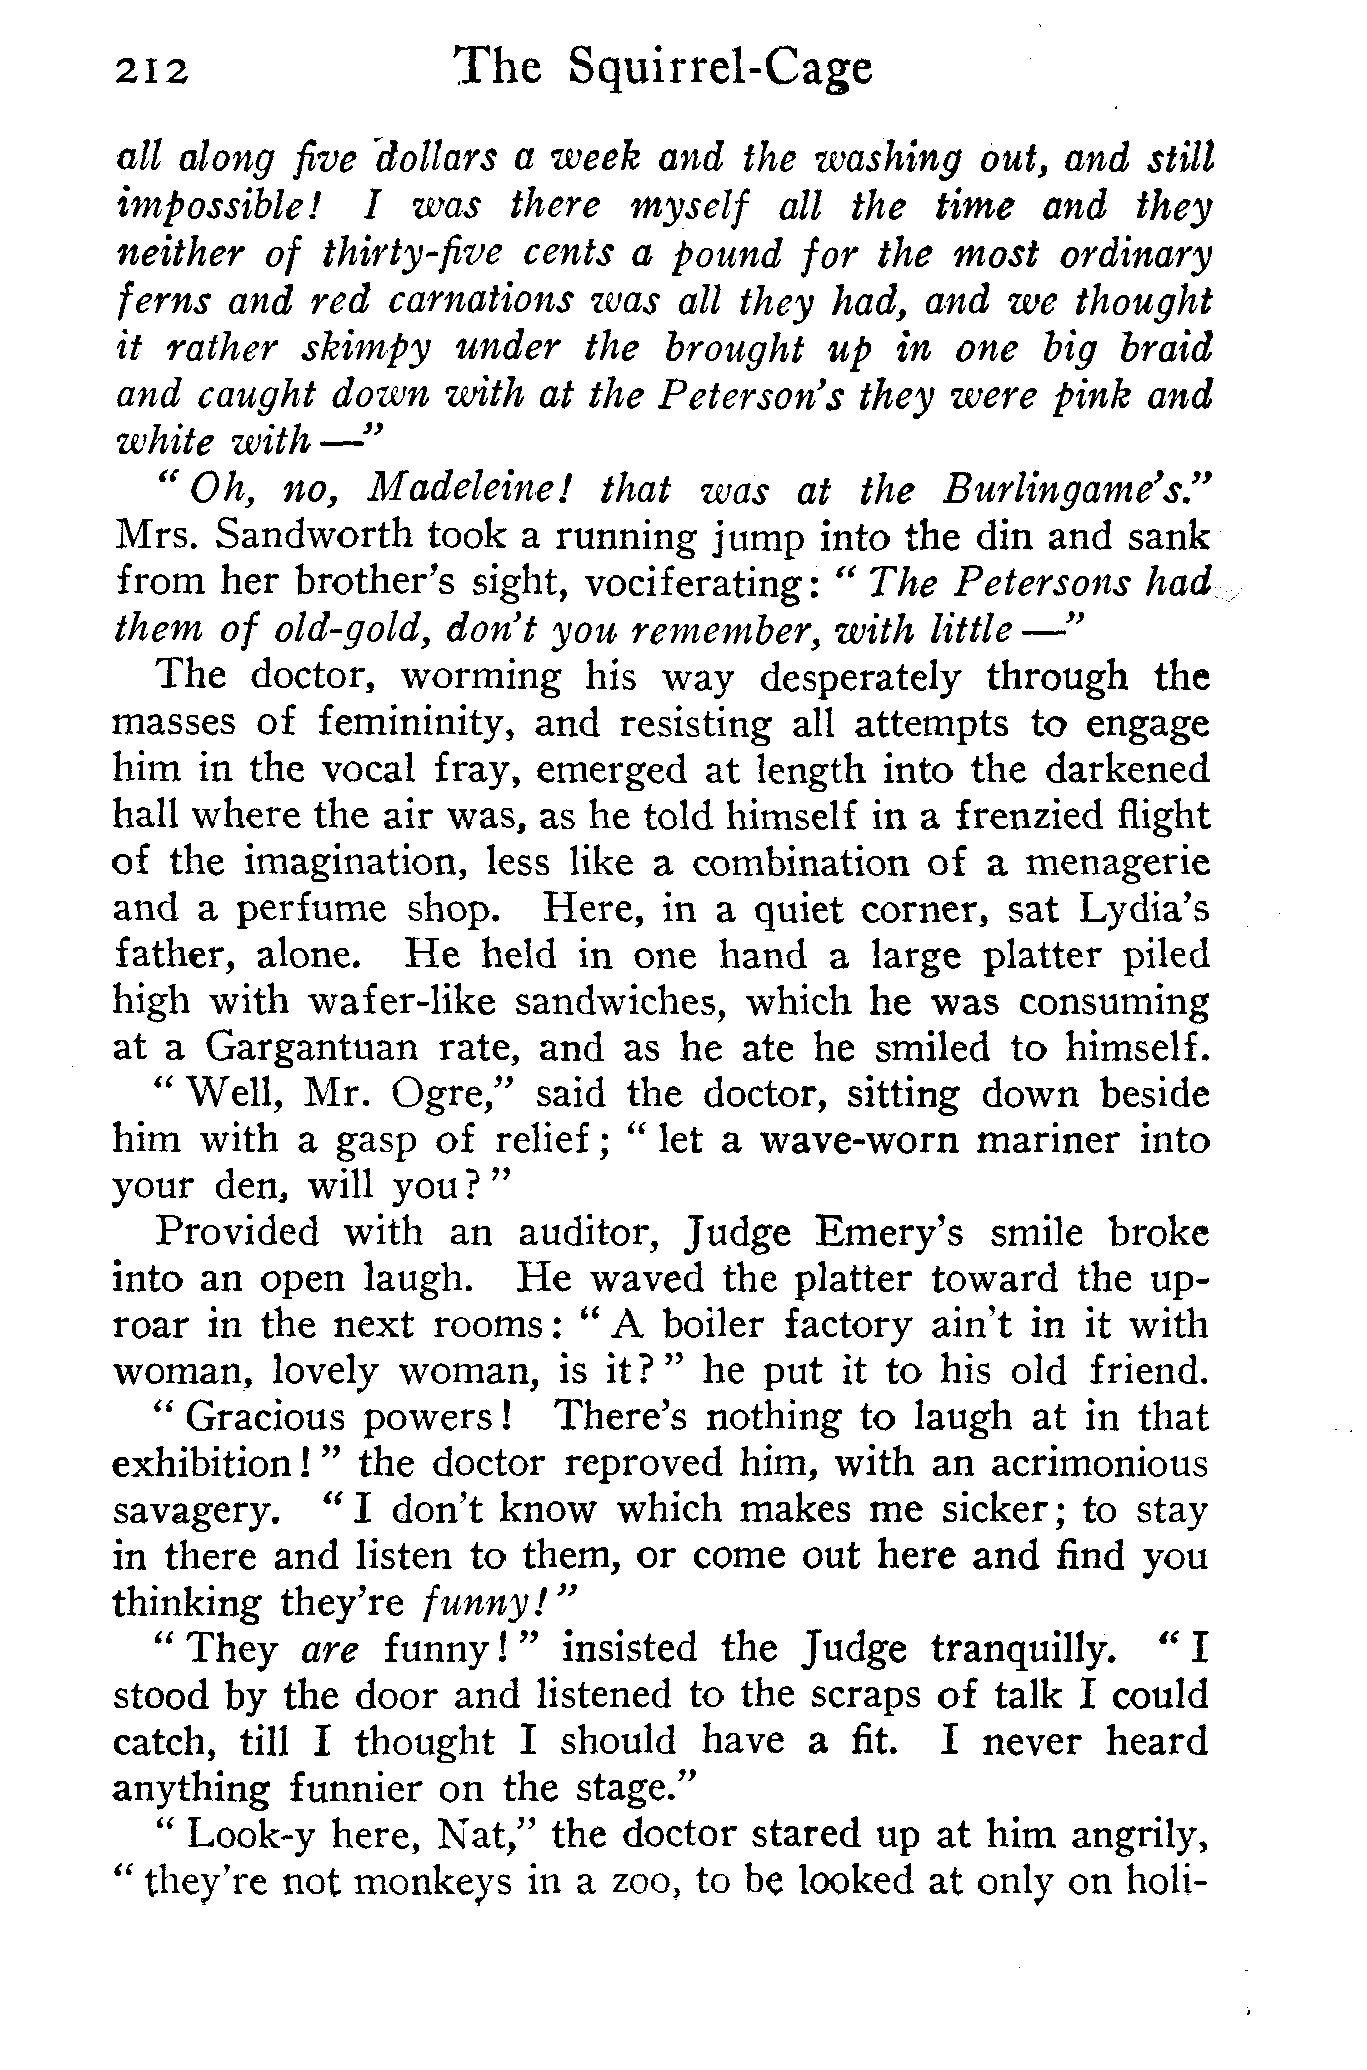 212 The Squirrel-Cage
all along five dollars a week and the washing out, and still
impossible! I was there myself all the time and they
neither of thirty-five cents a pound for the most ordinary
ferns and red carnations was all they had, and we thought
it rather skimpy under the brought up in one big braid
and caught down with at the Peterson's they were pink and
white with —"
" Oh, no, Madeleine! that was at the Burlingame's."
Mrs. Sandworth took a running jump into the din and sank
from her brother's sight, vociferating: " The Petersons had
them of old-gold, don't you remember, with little —"
The doctor, worming his way desperately through the
masses of femininity, and resisting all attempts to engage
him in the vocal fray, emerged at length into the darkened
hall where the air was, as he told himself in a frenzied flight
of the imagination, less like a combination of a menagerie
and a perfume shop. Here, in a quiet corner, sat Lydia's
father, alone. He held in one hand a large platter piled
high with wafer-like sandwiches, which he was consuming
at a Gargantuan rate, and as he ate he smiled to himself.
" Well, Mr. Ogre," said the doctor, sitting down beside
him with a gasp of relief; " let a wave-worn mariner into
your den, will you? "
Provided with an auditor, Judge Emery's smile broke
into an open laugh. He waved the platter toward the up-
roar in the next rooms: " A boiler factory ain't in it with
woman, lovely woman, is it? " he put it to his old friend.
" Gracious powers! There's nothing to laugh at in that
exhibition! " the doctor reproved him, with an acrimonious
savagery. " I don't know which makes me sicker; to stay
in there and listen to them, or come out here and find you
thinking they're funny! "
" They are funny! " insisted the Judge tranquilly. " I
stood by the door and listened to the scraps of talk I could
catch, till I thought I should have a fit. I never heard
anything funnier on the stage."
" Look-y here, Nat," the doctor stared up at him angrily,
" they're not monkeys in a zoo, to be looked at only on holi-